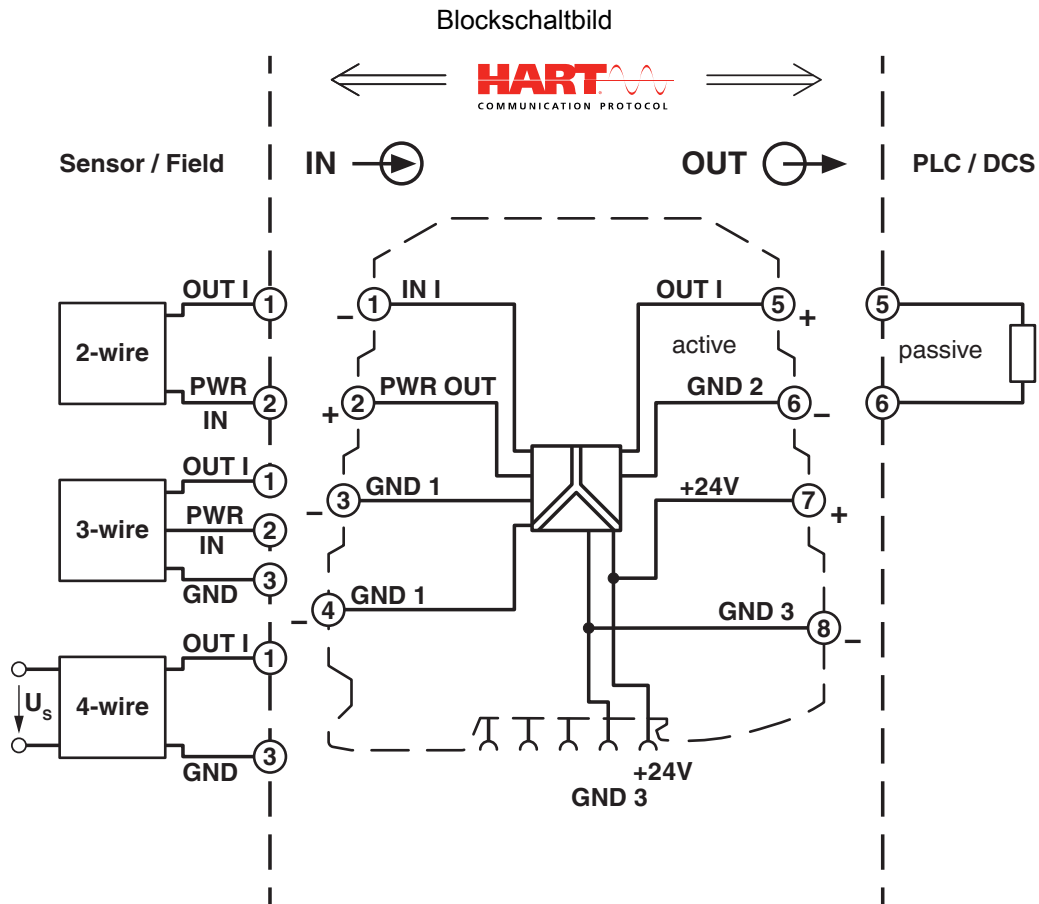 Blockschaltbild
HART
COMMUNICATION PROTOCOL
Sensor / Field
IN
OUT
PLC / DCS
2-wire
OUT I
1
PWR
IN
2
3-wire
OUT I
1
PWR
IN
2
GND
3
U_S
4-wire
OUT I
1
GND
3
1
IN I
–
2
PWR OUT
+
3
GND 1
–
4
GND 1
–
OUT I
5
+
active
GND 2
6
–
+24V
7
+
GND 3
8
–
+24V
GND 3
5
passive
6